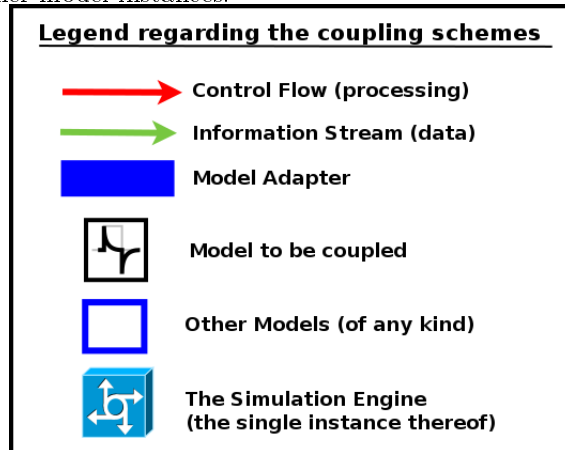 Legend regarding the coupling schemes
Control Flow (processing)
Information Stream (data)
Model Adapter
Model to be coupled
Other Models (of any kind)
The Simulation Engine
(the single instance thereof)